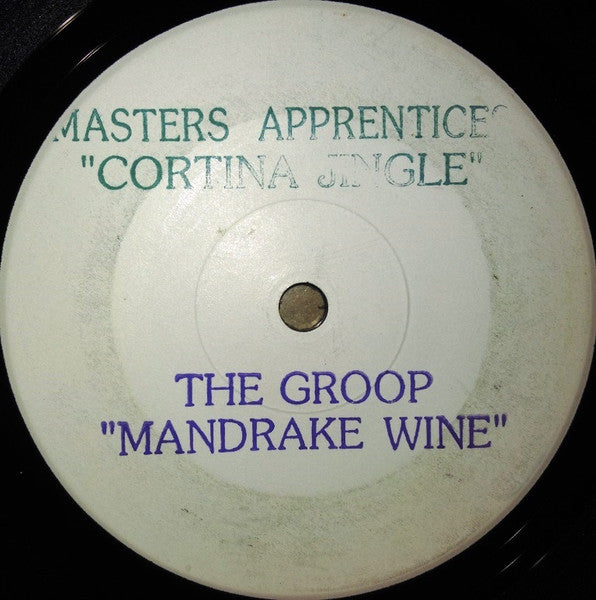 MASTERS APPRENTICES
"CORTINA JINGLE"
THE GROOP
"MANDRAKE WINE"